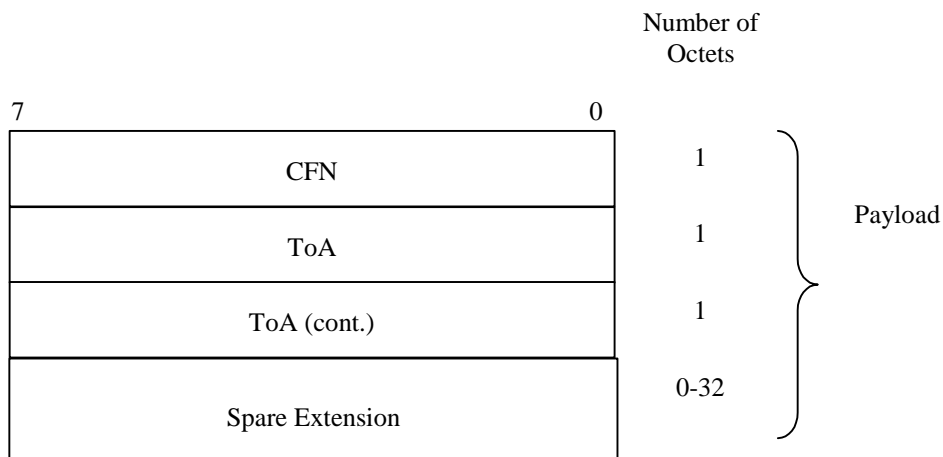 Number of
Octets
7 0
CFN 1
ToA 1
Payload
ToA (cont.) 1
Spare Extension 0-32